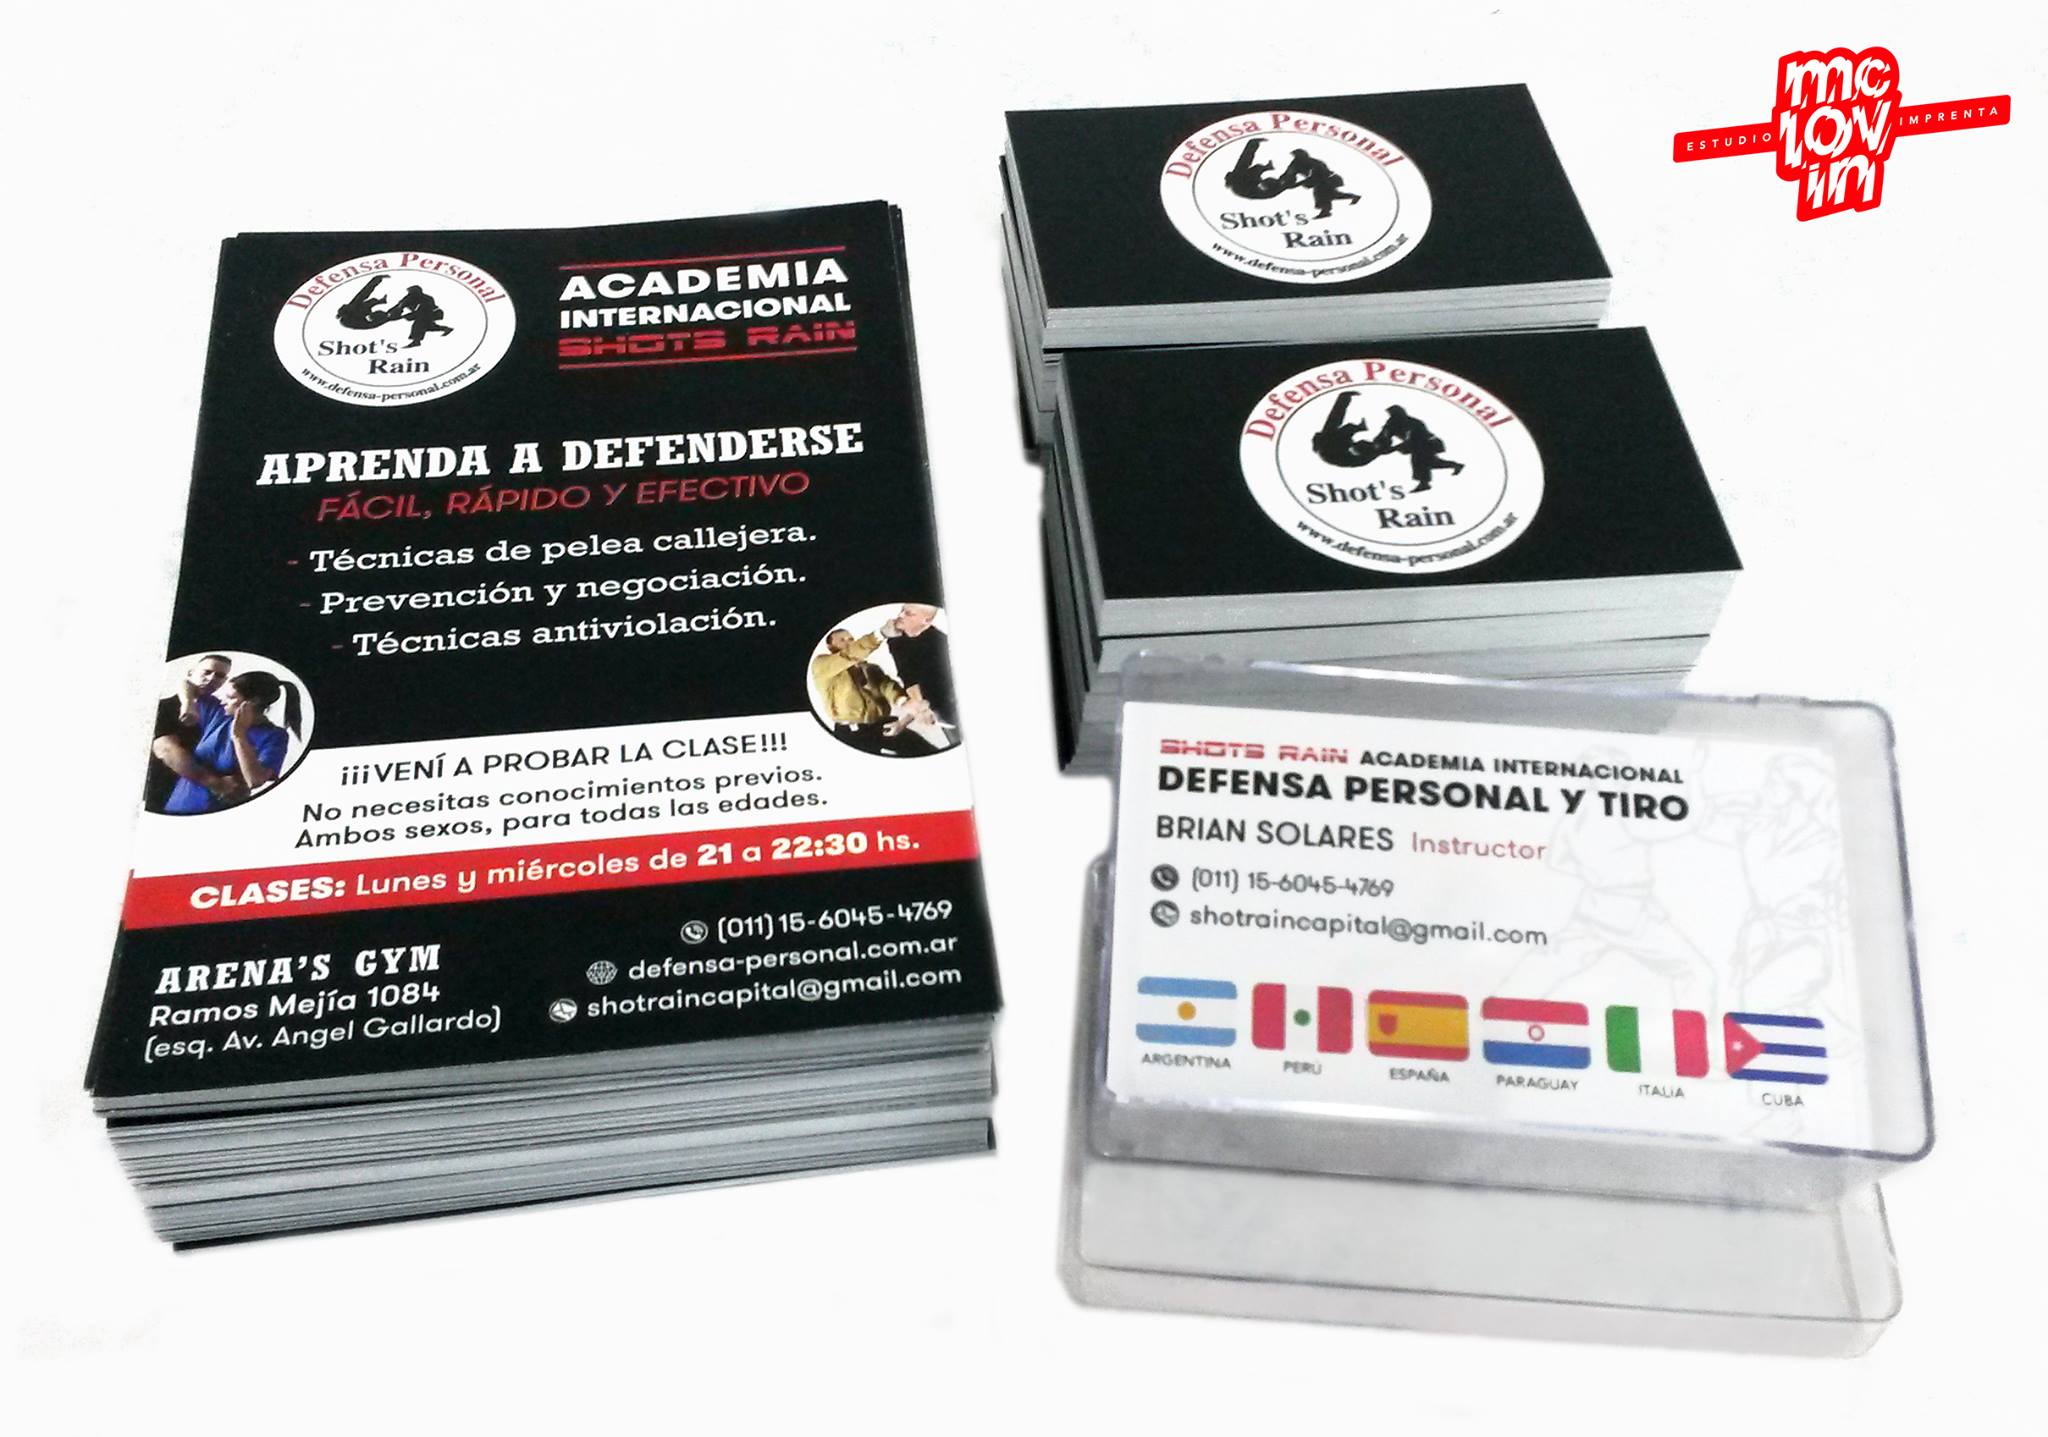 Defensa Personal
Shot's
Rain
www.defensa-personal.com.ar
ACADEMIA
INTERNACIONAL
SHOTS RAIN
APRENDA A DEFENDERSE
FÁCIL, RÁPIDO Y EFECTIVO
- Técnicas de pelea callejera.
- Prevención y negociación.
- Técnicas antiviolación.
¡¡¡VENÍ A PROBAR LA CLASE!!!
No necesitas conocimientos previos.
Ambos sexos, para todas las edades.
CLASES: Lunes y miércoles de 21 a 22:30 hs.
ARENA'S GYM
Ramos Mejía 1084
(esq. Av. Angel Gallardo)
(011) 15-6045-4769
defensa-personal.com.ar
shotraincapital@gmail.com
Defensa Personal
Shot's
Rain
www.defensa-personal.com.ar
Defensa Personal
Shot's
Rain
www.defensa-personal.com.ar
SHOTS RAIN ACADEMIA INTERNACIONAL
DEFENSA PERSONAL Y TIRO
BRIAN SOLARES Instructor
(011) 15-6045-4769
shotraincapital@gmail.com
ARGENTINA PERÚ ESPAÑA PARAGUAY ITALIA CUBA
mc
lov
in
ESTUDIO IMPRENTA